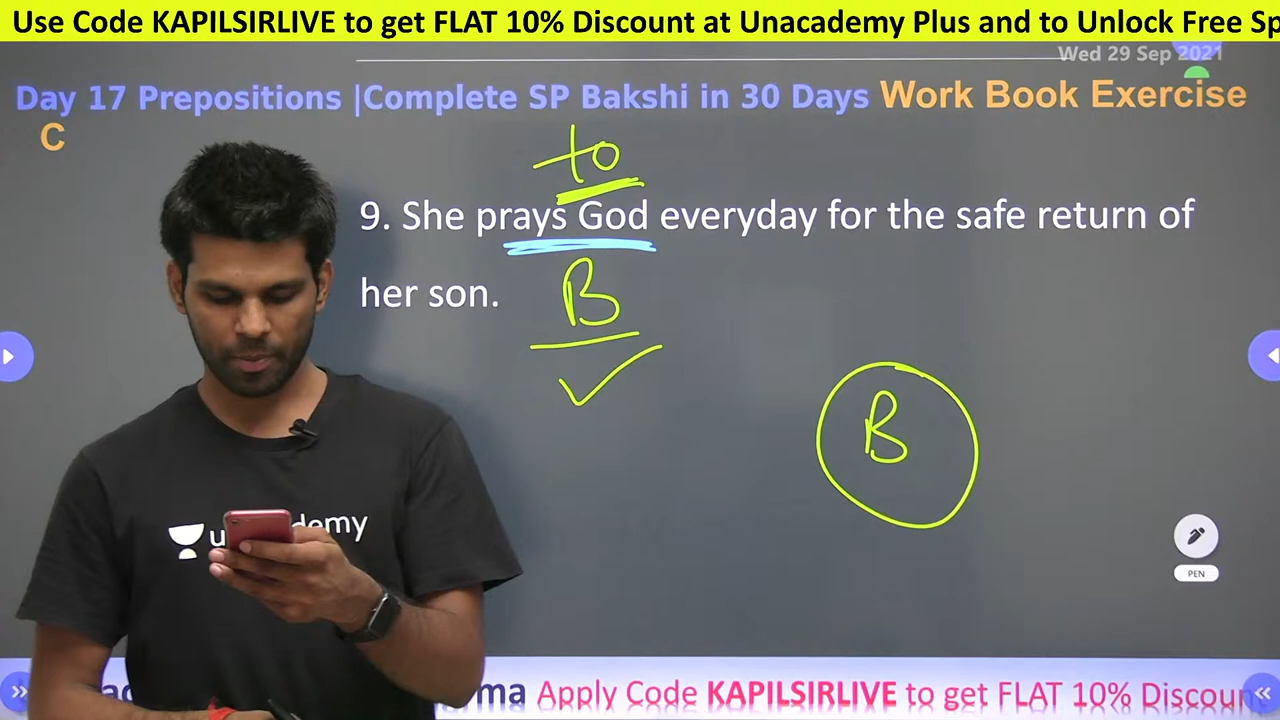 Use Code KAPILSIRLIVE to get FLAT 10% Discount at Unacademy Plus and to Unlock Free Sp
Wed 29 Sep 2021
Day 17 Prepositions |Complete SP Bakshi in 30 Days Work Book Exercise
C
to
9. She prays God everyday for the safe return of
her son.
B
B
PEN
Apply Code KAPILSIRLIVE to get FLAT 10% Discoun